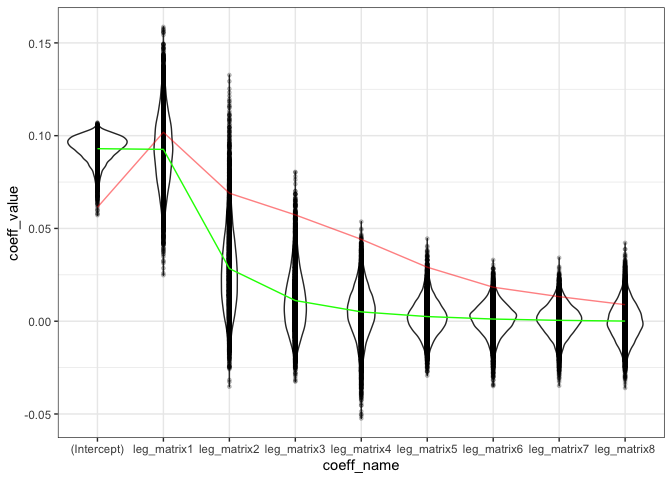 0.15
0.10
0.05
0.00
-0.05
coeff_value
(Intercept) leg_matrix1 leg_matrix2 leg_matrix3 leg_matrix4 leg_matrix5 leg_matrix6 leg_matrix7 leg_matrix8
coeff_name